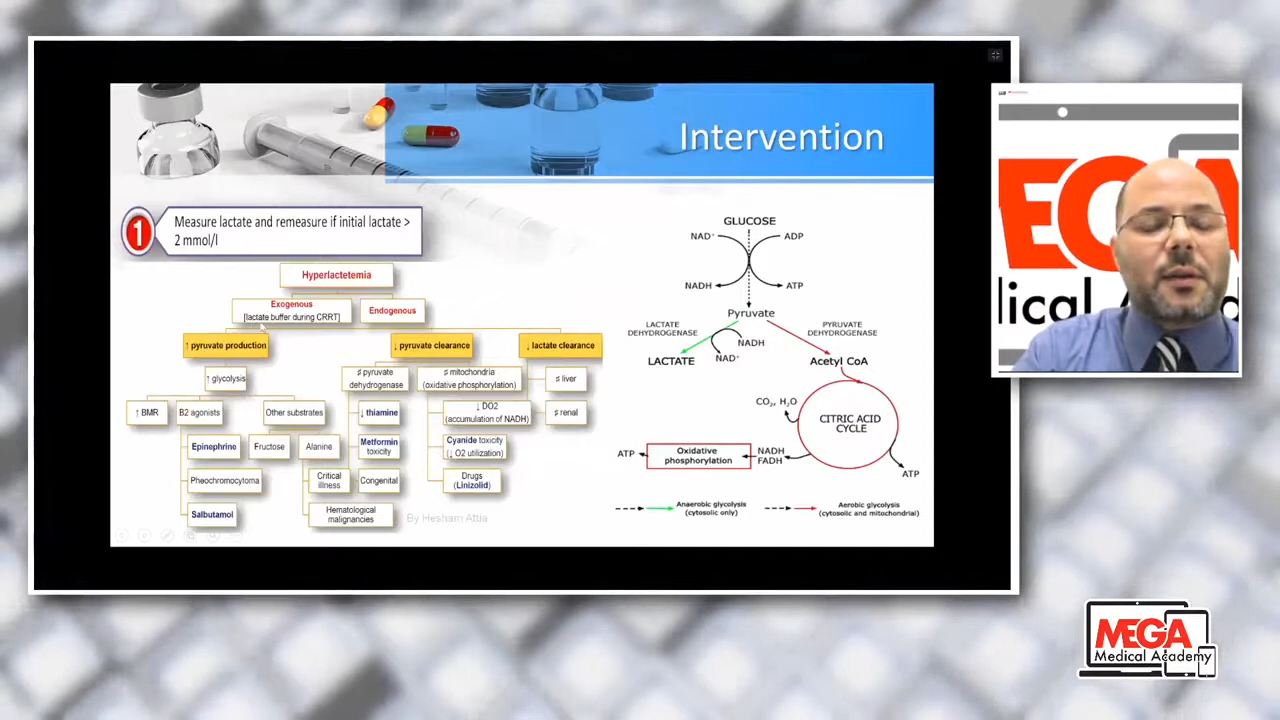 Intervention
1
Measure lactate and remeasure if initial lactate >
2 mmol/l
Hyperlactetemia
Exogenous
[lactate buffer during CRRT]
Endogenous
↑ pyruvate production
↓ pyruvate clearance
↓ lactate clearance
↑ glycolysis
♯ pyruvate
dehydrogenase
♯ mitochondria
(oxidative phosphorylation)
♯ liver
↑ BMR
B2 agonists
Other substrates
↓ thiamine
↓ DO2
(accumulation of NADH)
♯ renal
Epinephrine
Fructose
Alanine
Metformin
toxicity
Cyanide toxicity
(↓ O2 utilization)
Pheochromocytoma
Critical
illness
Congenital
Drugs
(Linizolid)
Salbutamol
Hematological
malignancies
By Hesham Attia
GLUCOSE
NAD⁺
ADP
NADH
ATP
Pyruvate
LACTATE
DEHYDROGENASE
PYRUVATE
DEHYDROGENASE
NADH
NAD⁺
LACTATE
Acetyl CoA
CO₂, H₂O
CITRIC ACID
CYCLE
ATP
Oxidative
phosphorylation
NADH
FADH
ATP
Anaerobic glycolysis
(cytosolic only)
Aerobic glycolysis
(cytosolic and mitochondrial)
MEGA
Medical Academy